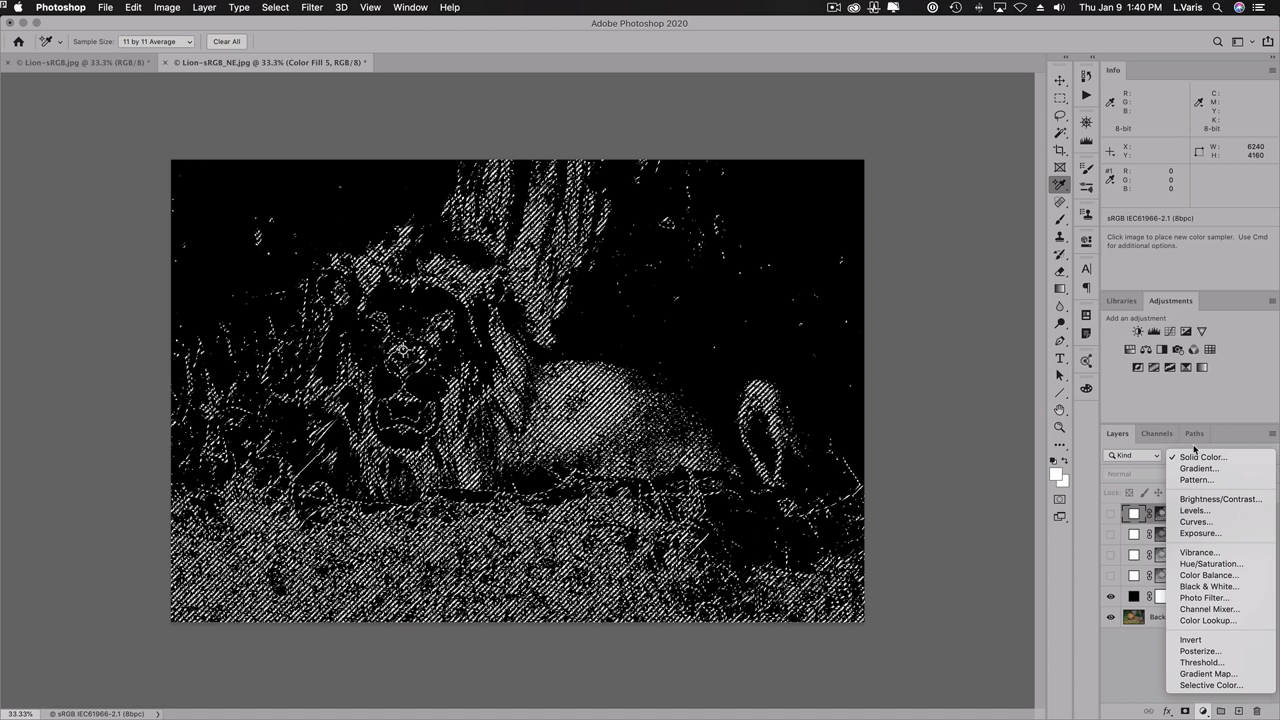 Photoshop File Edit Image Layer Type Select Filter 3D View Window Help Thu Jan 9 1:40 PM L.Varis
Adobe Photoshop 2020
Sample Size: 11 by 11 Average Clear All
× © Lion-sRGB.jpg @ 33.3% (RGB/8) * × © Lion-sRGB_NE.jpg @ 33.3% (Color Fill 5, RGB/8) *
Info
R: C:
G: M:
B: Y:
K:
8-bit 8-bit
X: W: 6240
Y: H: 4160
#1 R: 0
G: 0
B: 0
sRGB IEC61966-2.1 (8bpc)
Click image to place new color sampler. Use Cmd
for additional options.
Libraries Adjustments
Add an adjustment
Layers Channels Paths
Kind
Normal
Lock:
Back
✓ Solid Color...
Gradient...
Pattern...
Brightness/Contrast...
Levels...
Curves...
Exposure...
Vibrance...
Hue/Saturation...
Color Balance...
Black & White...
Photo Filter...
Channel Mixer...
Color Lookup...
Invert
Posterize...
Threshold...
Gradient Map...
Selective Color...
33.33% © sRGB IEC61966-2.1 (8bpc)